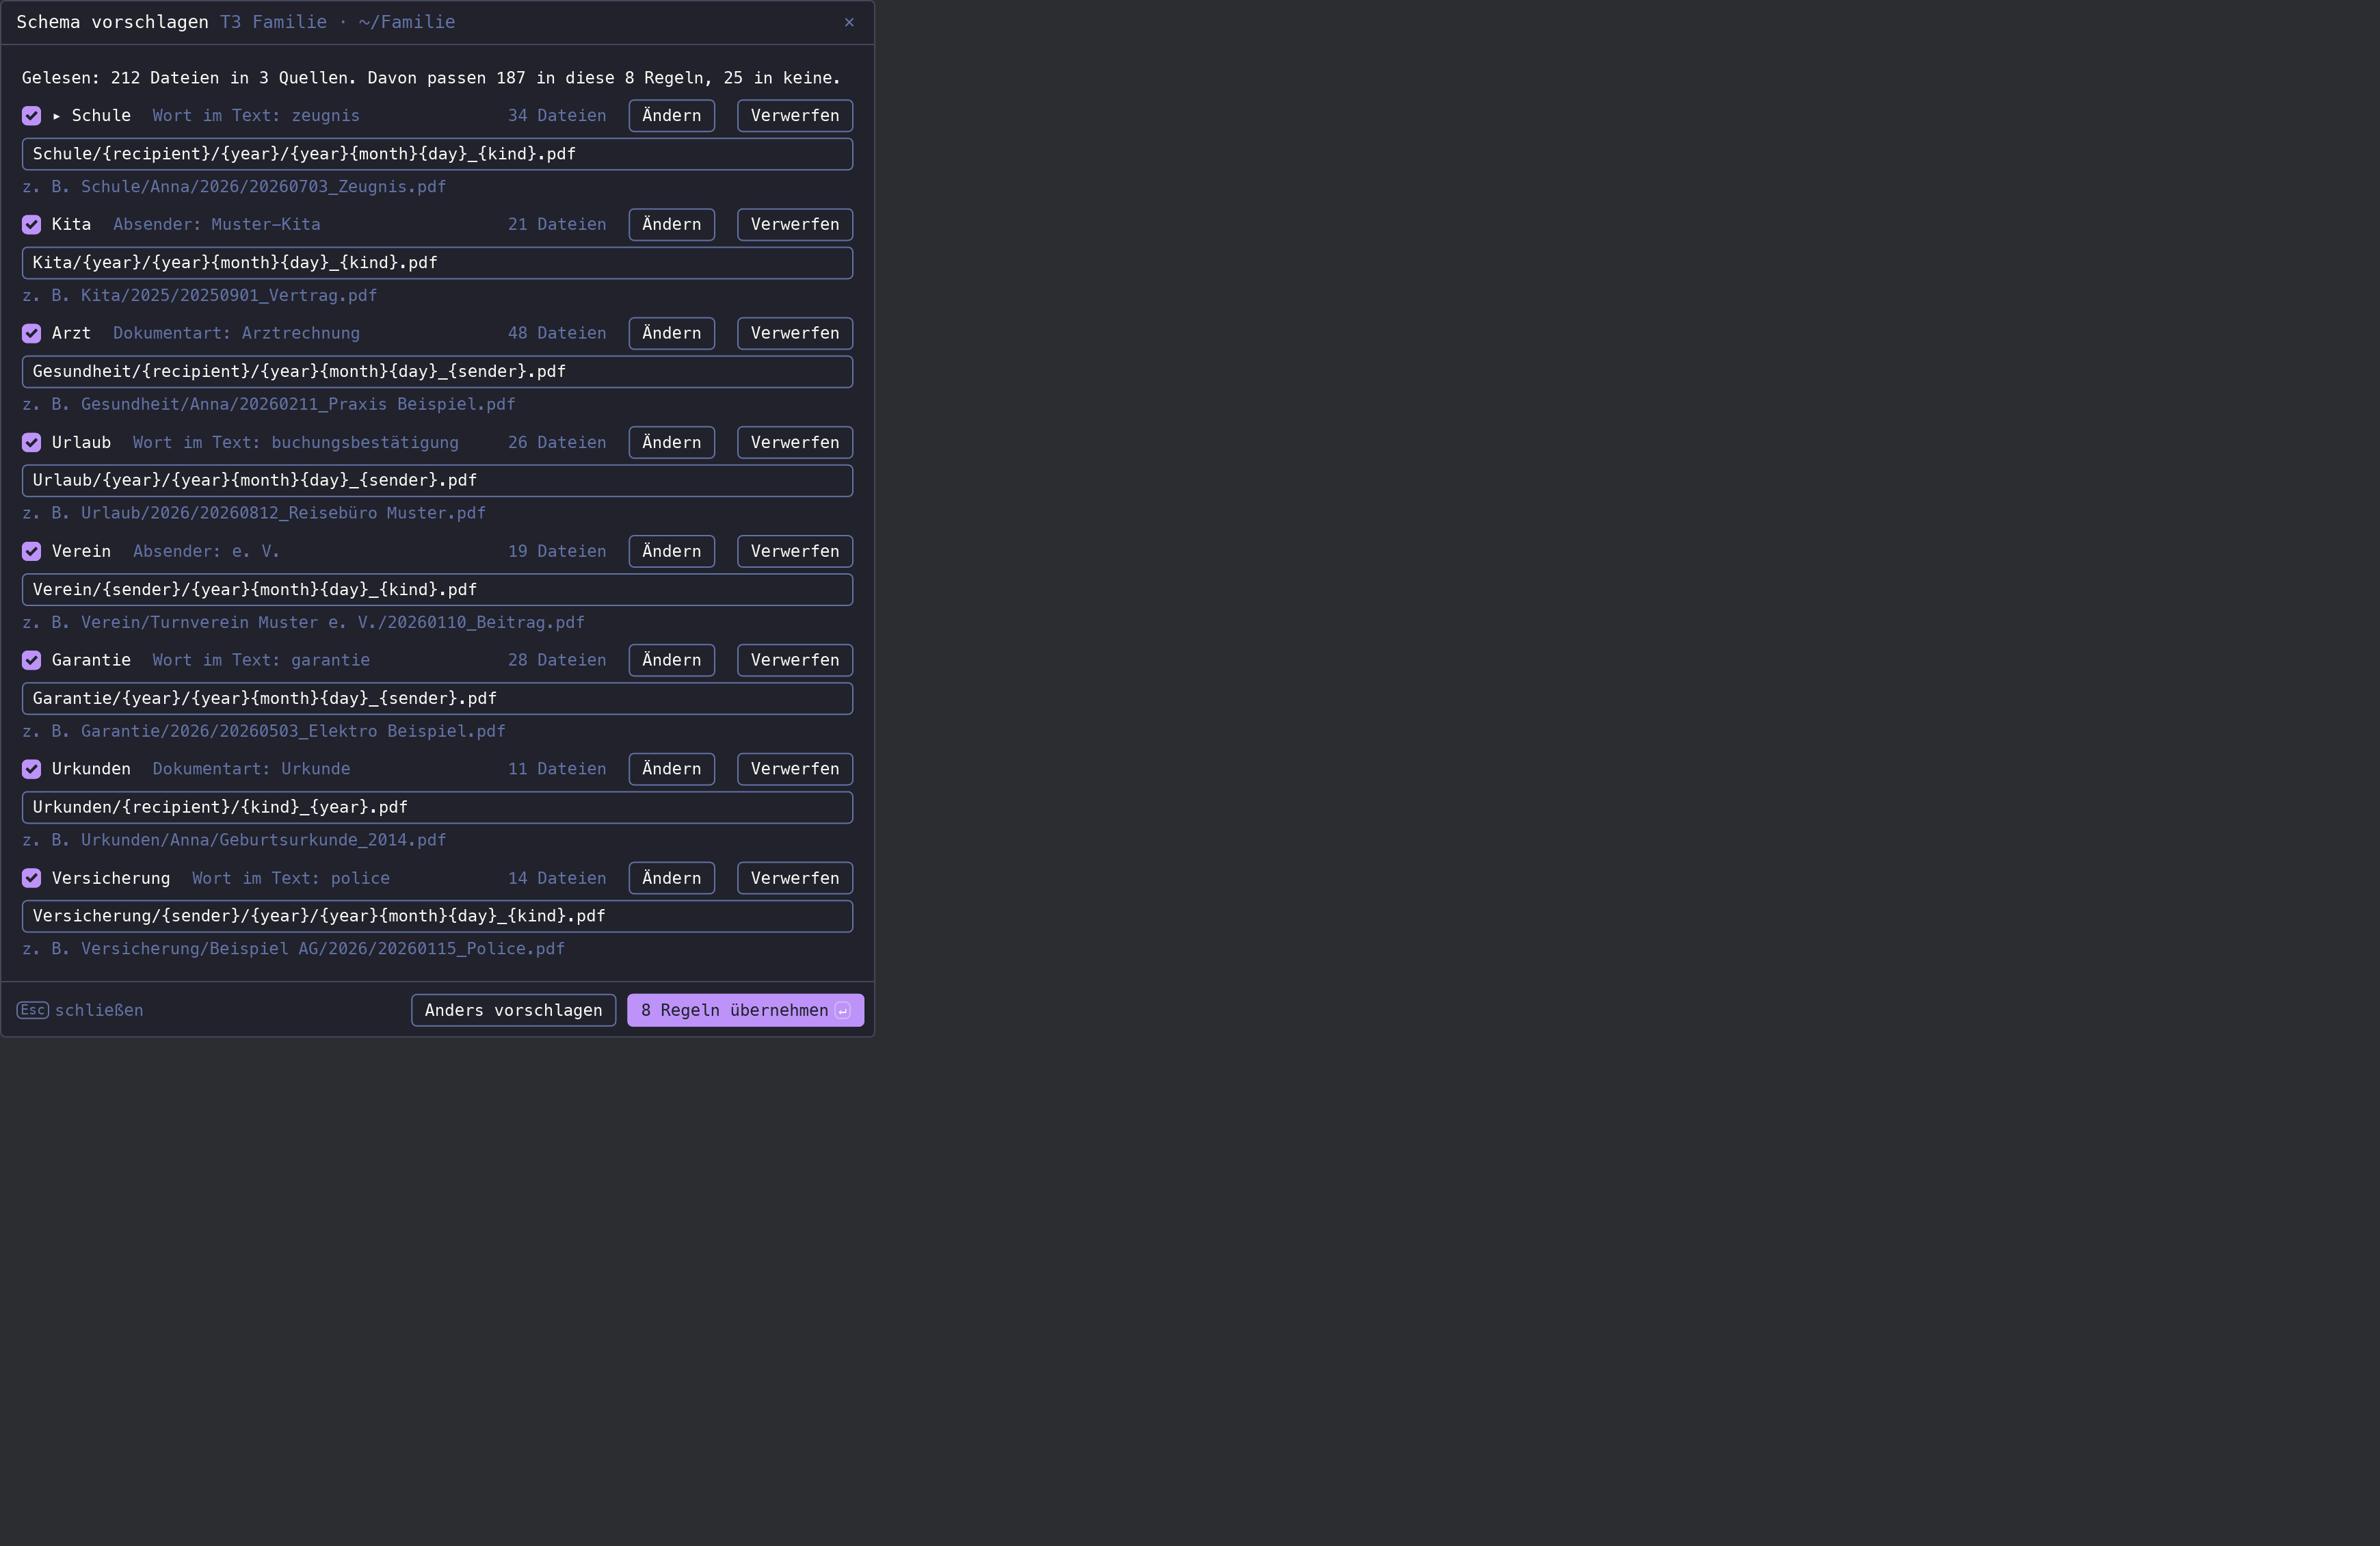 Schema vorschlagen T3 Familie · ~/Familie ×
Gelesen: 212 Dateien in 3 Quellen. Davon passen 187 in diese 8 Regeln, 25 in keine.
▸ Schule Wort im Text: zeugnis 34 Dateien Ändern Verwerfen
Schule/{recipient}/{year}/{year}{month}{day}_{kind}.pdf
z. B. Schule/Anna/2026/20260703_Zeugnis.pdf
Kita Absender: Muster-Kita 21 Dateien Ändern Verwerfen
Kita/{year}/{year}{month}{day}_{kind}.pdf
z. B. Kita/2025/20250901_Vertrag.pdf
Arzt Dokumentart: Arztrechnung 48 Dateien Ändern Verwerfen
Gesundheit/{recipient}/{year}{month}{day}_{sender}.pdf
z. B. Gesundheit/Anna/20260211_Praxis Beispiel.pdf
Urlaub Wort im Text: buchungsbestätigung 26 Dateien Ändern Verwerfen
Urlaub/{year}/{year}{month}{day}_{sender}.pdf
z. B. Urlaub/2026/20260812_Reisebüro Muster.pdf
Verein Absender: e. V. 19 Dateien Ändern Verwerfen
Verein/{sender}/{year}{month}{day}_{kind}.pdf
z. B. Verein/Turnverein Muster e. V./20260110_Beitrag.pdf
Garantie Wort im Text: garantie 28 Dateien Ändern Verwerfen
Garantie/{year}/{year}{month}{day}_{sender}.pdf
z. B. Garantie/2026/20260503_Elektro Beispiel.pdf
Urkunden Dokumentart: Urkunde 11 Dateien Ändern Verwerfen
Urkunden/{recipient}/{kind}_{year}.pdf
z. B. Urkunden/Anna/Geburtsurkunde_2014.pdf
Versicherung Wort im Text: police 14 Dateien Ändern Verwerfen
Versicherung/{sender}/{year}/{year}{month}{day}_{kind}.pdf
z. B. Versicherung/Beispiel AG/2026/20260115_Police.pdf
Esc schließen Anders vorschlagen 8 Regeln übernehmen ↵